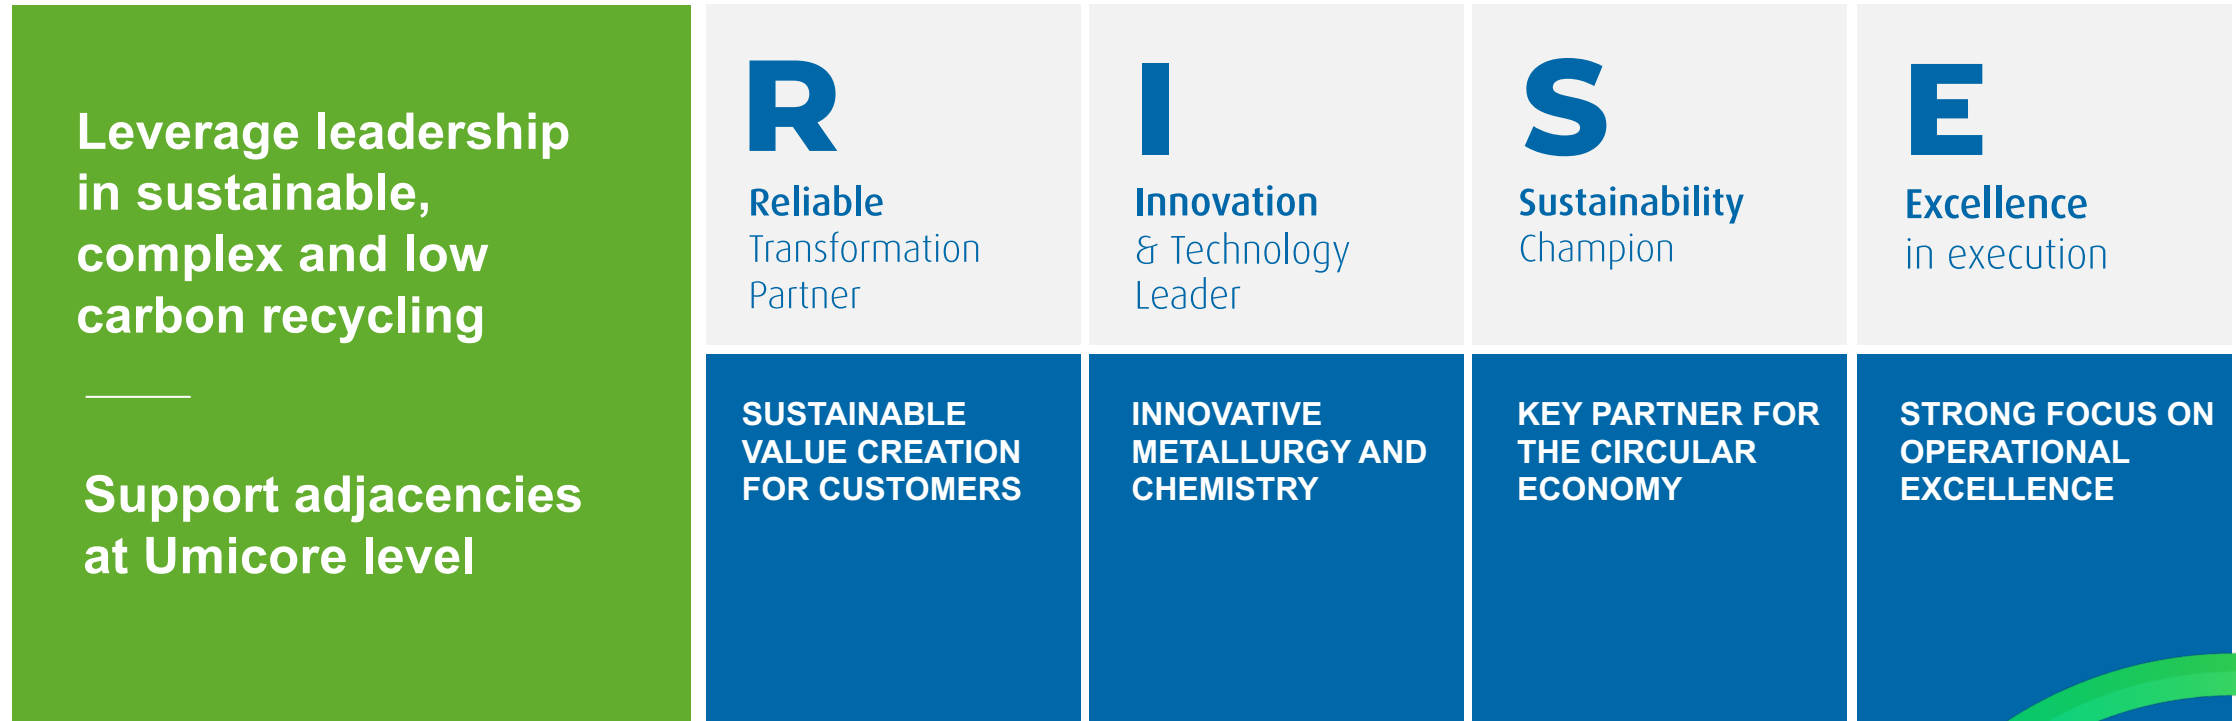 Leverage leadership
in sustainable,
complex and low
carbon recycling
Support adjacencies
at Umicore level
R
Reliable
Transformation
Partner
SUSTAINABLE
VALUE CREATION
FOR CUSTOMERS
I
Innovation
& Technology
Leader
INNOVATIVE
METALLURGY AND
CHEMISTRY
S
Sustainability
Champion
KEY PARTNER FOR
THE CIRCULAR
ECONOMY
E
Excellence
in execution
STRONG FOCUS ON
OPERATIONAL
EXCELLENCE